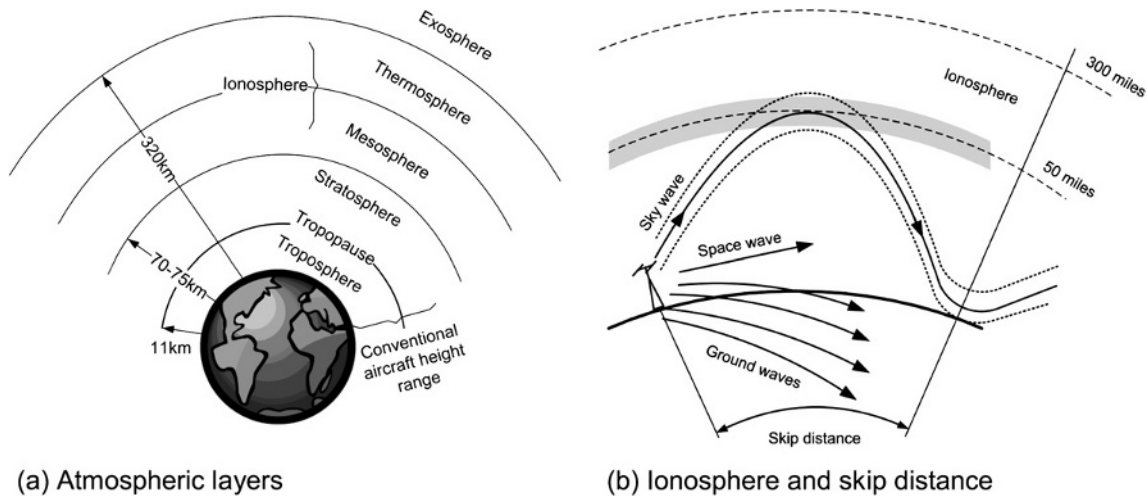 Exosphere
Thermosphere
Ionosphere
Mesosphere
320km
Stratosphere
Tropopause
Troposphere
70-75km
11km
Conventional
aircraft height
range
(a) Atmospheric layers
300 miles
Ionosphere
50 miles
Sky wave
Space wave
Ground waves
Skip distance
(b) Ionosphere and skip distance